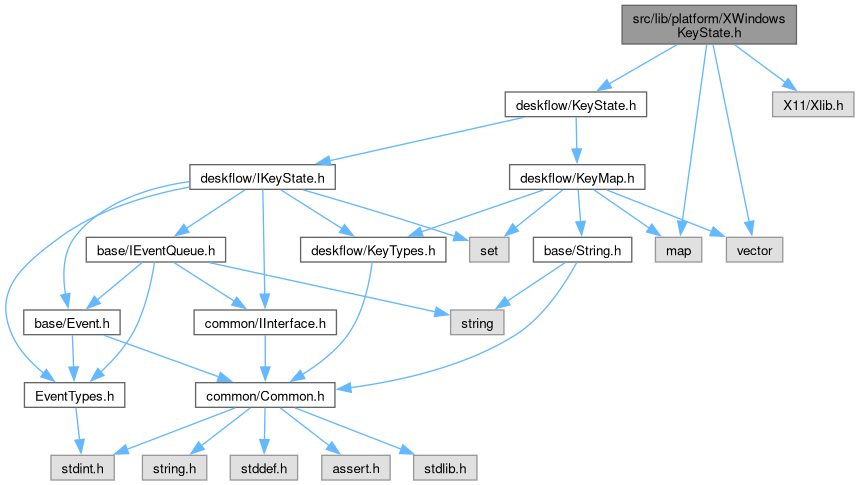 src/lib/platform/XWindows
KeyState.h
deskflow/KeyState.h
X11/Xlib.h
deskflow/IKeyState.h
deskflow/KeyMap.h
base/IEventQueue.h
deskflow/KeyTypes.h
set
base/String.h
map
vector
base/Event.h
common/IInterface.h
string
EventTypes.h
common/Common.h
stdint.h
string.h
stddef.h
assert.h
stdlib.h